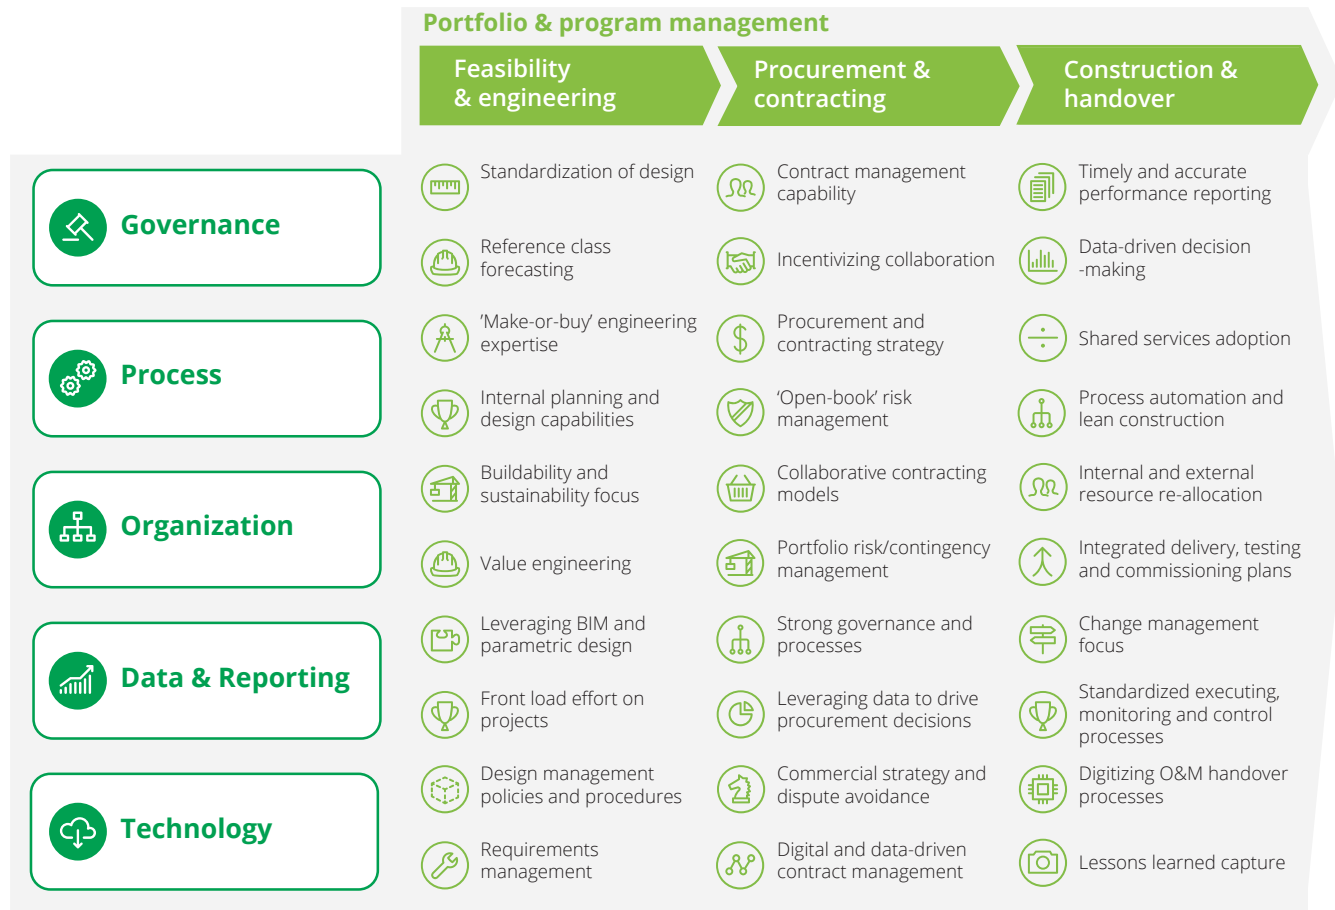 Portfolio & program management
Feasibility
& engineering
Procurement &
contracting
Construction &
handover
Governance
Process
Organization
Data & Reporting
Technology
Standardization of design
Reference class
forecasting
’Make-or-buy’ engineering
expertise
Internal planning and
design capabilities
Buildability and
sustainability focus
Value engineering
Leveraging BIM and
parametric design
Front load effort on
projects
Design management
policies and procedures
Requirements
management
Contract management
capability
Incentivizing collaboration
Procurement and
contracting strategy
‘Open-book’ risk
management
Collaborative contracting
models
Portfolio risk/contingency
management
Strong governance and
processes
Leveraging data to drive
procurement decisions
Commercial strategy and
dispute avoidance
Digital and data-driven
contract management
Timely and accurate
performance reporting
Data-driven decision
-making
Shared services adoption
Process automation and
lean construction
Internal and external
resource re-allocation
Integrated delivery, testing
and commissioning plans
Change management
focus
Standardized executing,
monitoring and control
processes
Digitizing O&M handover
processes
Lessons learned capture